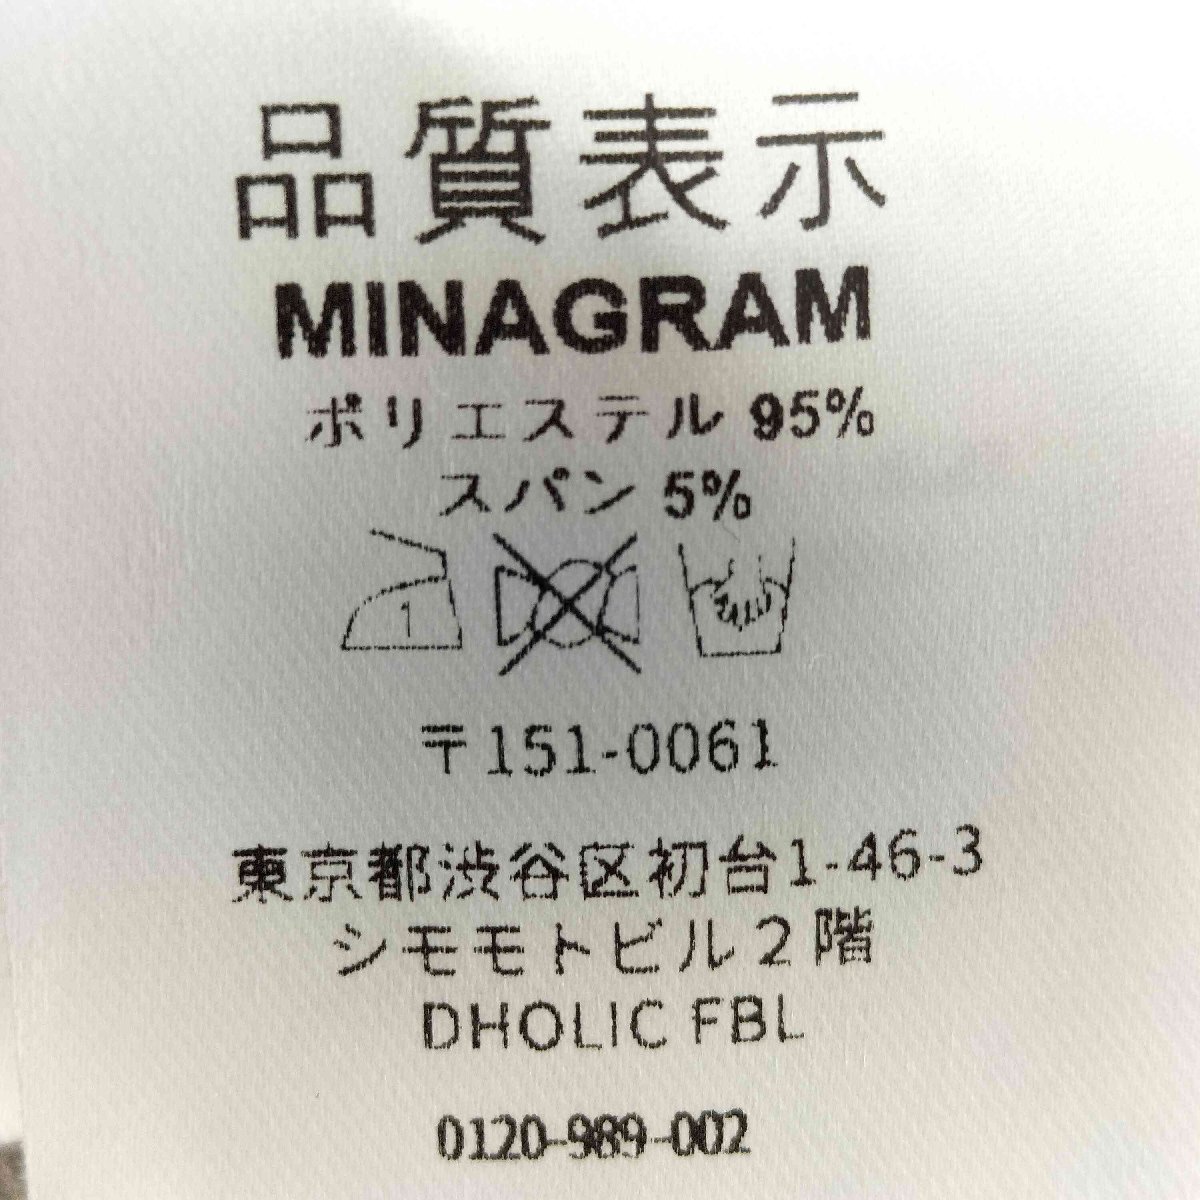 品質表示
MINAGRAM
ポリエステル 95%
スパン 5%
1
〒151-0061
東京都渋谷区初台1-46-3
シモモトビル2階
DHOLIC FBL
0120-989-002